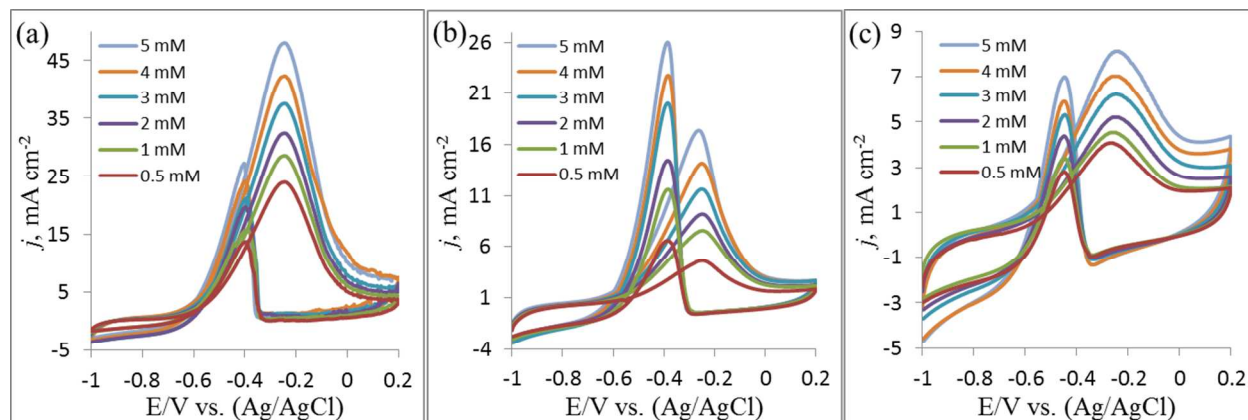 (a)
5 mM
4 mM
3 mM
2 mM
1 mM
0.5 mM
45
35
25
15
5
-5
-1
-0.8
-0.6
-0.4
-0.2
0
0.2
j, mA cm-2
E/V vs. (Ag/AgCl)
(b)
5 mM
4 mM
3 mM
2 mM
1 mM
0.5 mM
26
21
16
11
6
1
-4
-1
-0.8
-0.6
-0.4
-0.2
0
0.2
j, mA cm-2
E/V vs. (Ag/AgCl)
(c)
5 mM
4 mM
3 mM
2 mM
1 mM
0.5 mM
9
7
5
3
1
-1
-3
-5
-1
-0.8
-0.6
-0.4
-0.2
0
0.2
j, mA cm-2
E/V vs. (Ag/AgCl)